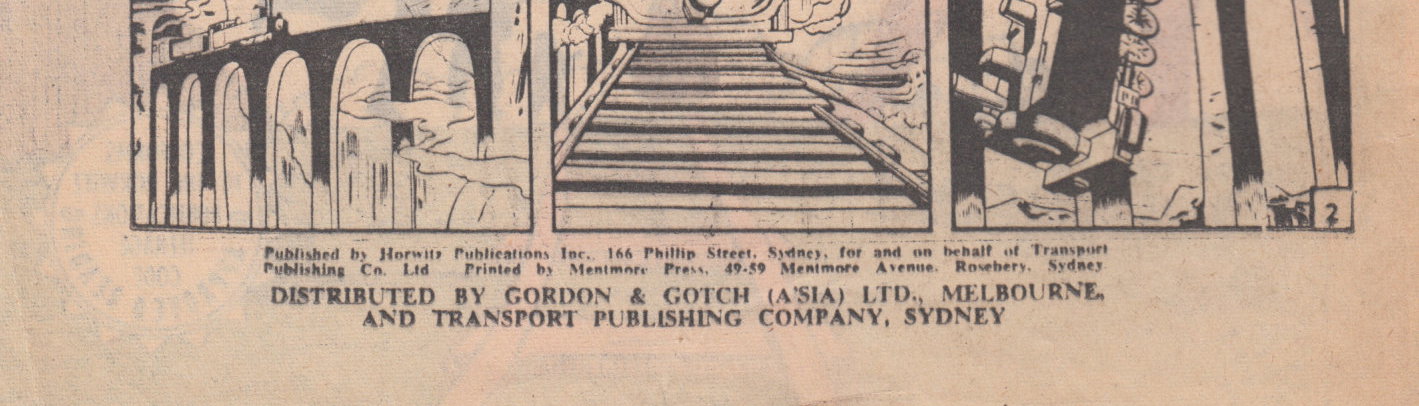 2
Published by Horwitz Publications Inc., 166 Phillip Street, Sydney, for and on behalf of Transport
Publishing Co. Ltd Printed by Mentmore Press, 49-59 Mentmore Avenue, Rosebery, Sydney.
DISTRIBUTED BY GORDON & GOTCH (A'SIA) LTD., MELBOURNE,
AND TRANSPORT PUBLISHING COMPANY, SYDNEY